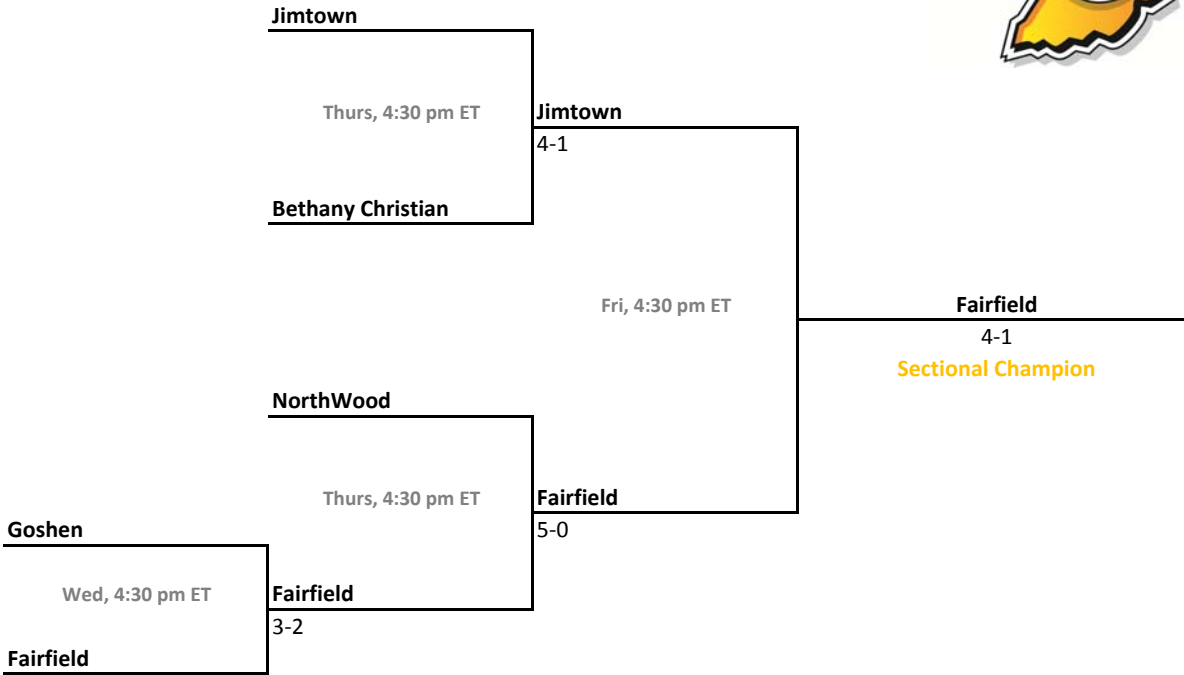 Jimtown
Thurs, 4:30 pm ET
Jimtown
4-1
Bethany Christian
Fri, 4:30 pm ET
Fairfield
4-1
Sectional Champion
NorthWood
Thurs, 4:30 pm ET
Fairfield
5-0
Goshen
Wed, 4:30 pm ET
Fairfield
3-2
Fairfield